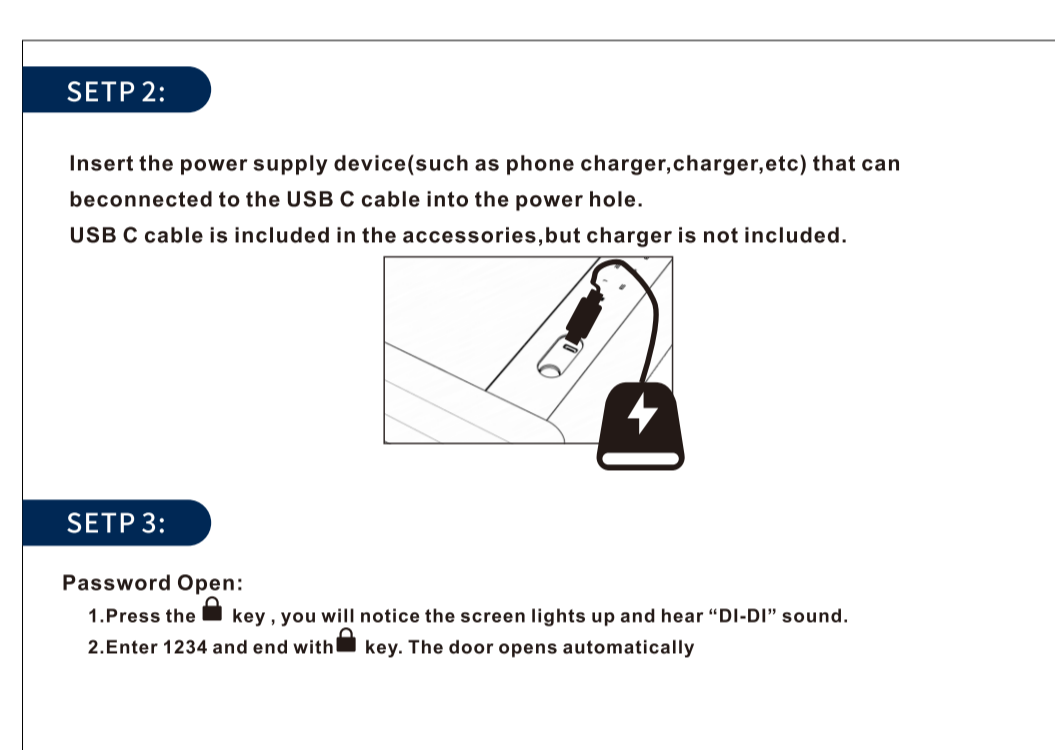 SETP 2:
Insert the power supply device(such as phone charger,charger,etc) that can
beconnected to the USB C cable into the power hole.
USB C cable is included in the accessories,but charger is not included.
SETP 3:
Password Open:
1.Press the key , you will notice the screen lights up and hear “DI-DI” sound.
2.Enter 1234 and end with key. The door opens automatically